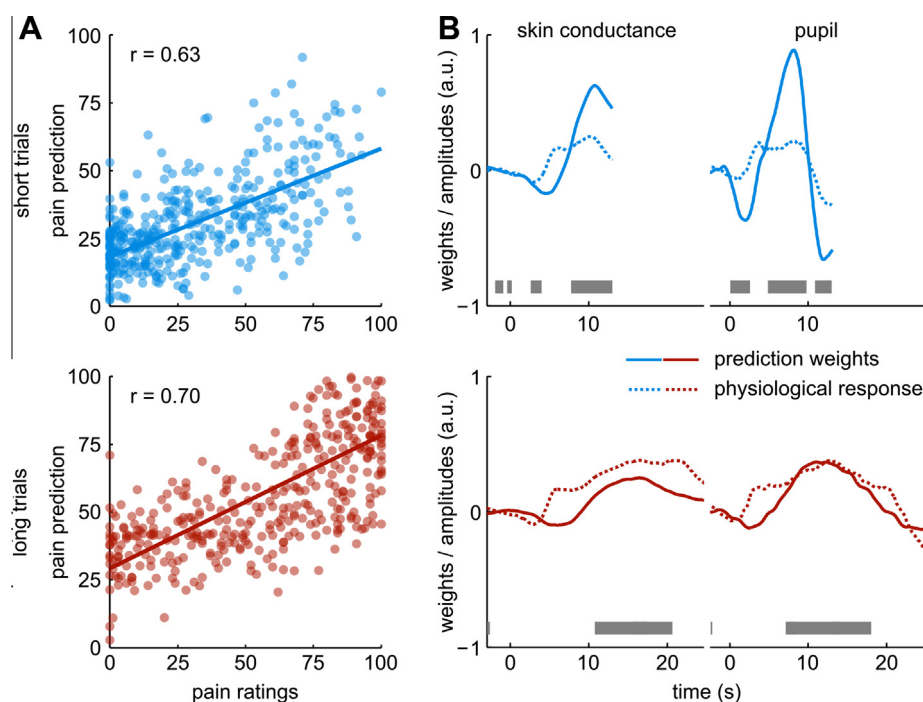 A
B
short trials
pain prediction
100
75
50
25
0
r = 0.63
0
25
50
75
100
skin conductance
pupil
weights / amplitudes (a.u.)
1
0
−1
0
10
0
10
long trials
pain prediction
100
75
50
25
0
r = 0.70
0
25
50
75
100
pain ratings
prediction weights
physiological response
weights / amplitudes (a.u.)
1
0
−1
0
10
20
0
10
20
time (s)